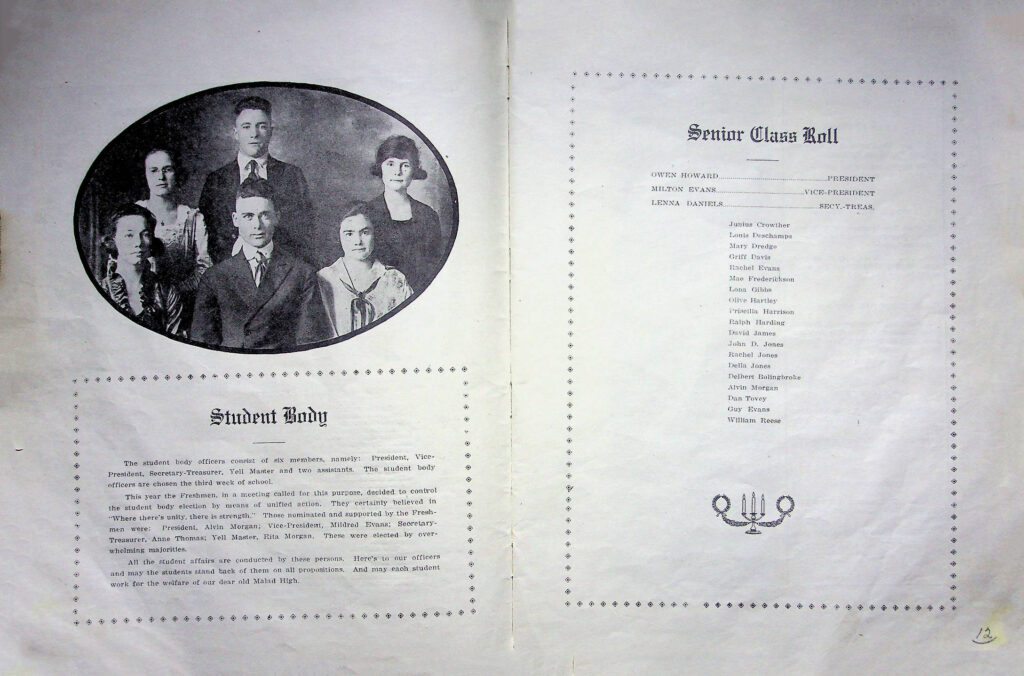 Student Body
The student body officers consist of six members, namely: President, Vice-
President, Secretary-Treasurer, Yell Master and two assistants. The student body
officers are chosen the third week of school.
This year the Freshmen, in a meeting called for this purpose, decided to control
the student body election by means of unified action. They certainly believed in
"Where there's unity, there is strength." Those nominated and supported by the Fresh-
men were: President, Alvin Morgan; Vice-President, Mildred Evans; Secretary-
Treasurer, Anne Thomas; Yell Master, Rita Morgan. These were elected by over-
whelming majorities.
All the student affairs are conducted by these persons. Here's to our officers
and may the students stand back of them on all propositions. And may each student
work for the welfare of our dear old Malad High.
Senior Class Roll
OWEN HOWARD....................PRESIDENT
MILTON EVANS....................VICE-PRESIDENT
LENNA DANIELS....................SECY.-TREAS.
Junius Crowther
Louis Deschamps
Mary Dredge
Griff Davis
Rachel Evans
Mae Frederickson
Lona Gibbs
Olive Hartley
Priscilla Harrison
Ralph Harding
David James
John D. Jones
Rachel Jones
Della Jones
Delbert Bolingbroke
Alvin Morgan
Dan Tovey
Guy Evans
William Reese
12